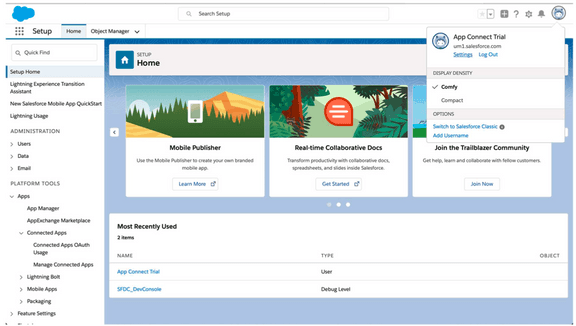 Search Setup
Setup
Home
Object Manager
Quick Find
Setup Home
Lightning Experience Transition
Assistant
New Salesforce Mobile App QuickStart
Lightning Usage
ADMINISTRATION
Users
Data
Email
PLATFORM TOOLS
Apps
App Manager
AppExchange Marketplace
Connected Apps
Connected Apps OAuth
Usage
Manage Connected Apps
Lightning Bolt
Mobile Apps
Packaging
Feature Settings
SETUP
Home
Mobile Publisher
Use the Mobile Publisher to create your own branded
mobile app.
Learn More
Real-time Collaborative Docs
Transform productivity with collaborative docs,
spreadsheets, and slides inside Salesforce.
Get Started
Join the Trailblazer Community
Get help, learn and collaborate with fellow customers.
Join Now
App Connect Trial
um1.salesforce.com
Settings
Log Out
DISPLAY DENSITY
Comfy
Compact
OPTIONS
Switch to Salesforce Classic
Add Username
Most Recently Used
2 items
NAME
TYPE
OBJECT
App Connect Trial
User
SFDC_DevConsole
Debug Level